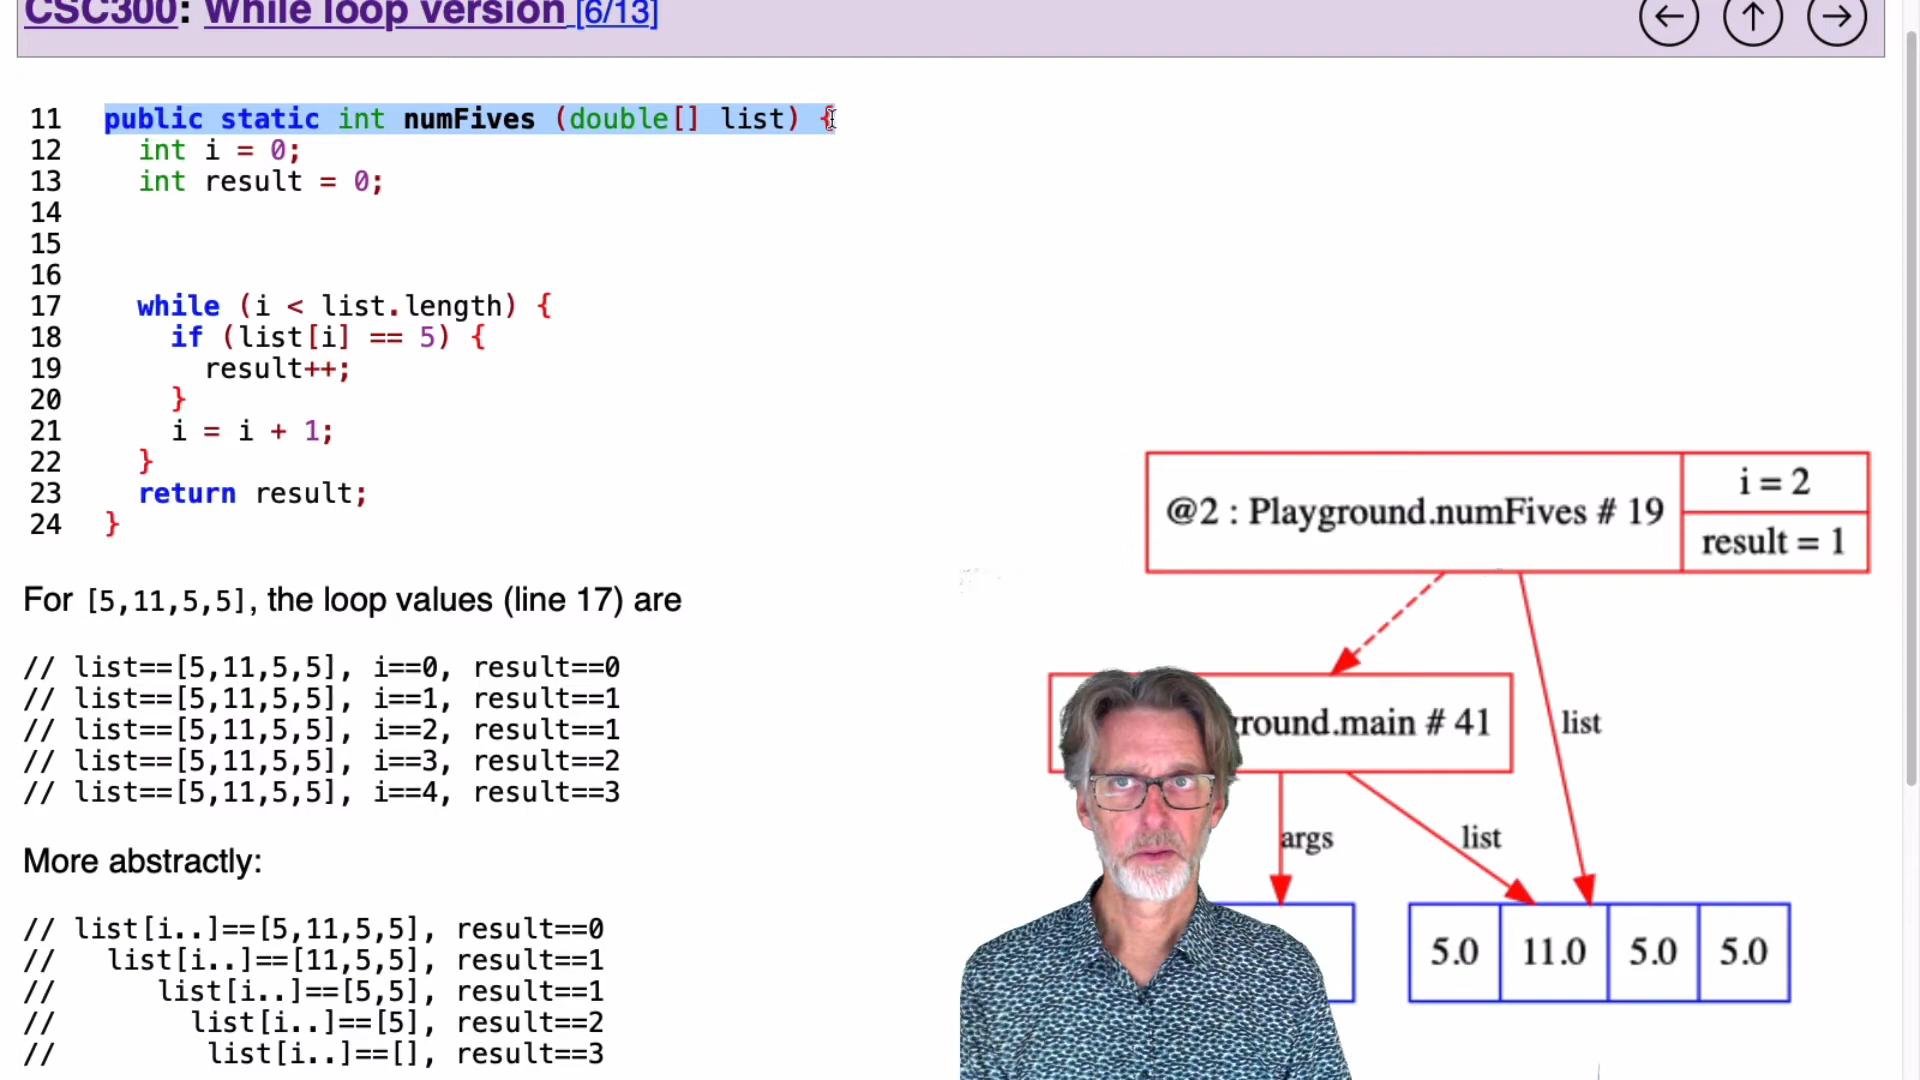 CSC300: While loop version [6/13]
11 public static int numFives (double[] list) {
12 int i = 0;
13 int result = 0;
14
15
16
17 while (i < list.length) {
18 if (list[i] == 5) {
19 result++;
20 }
21 i = i + 1;
22 }
23 return result;
24 }
For [5,11,5,5], the loop values (line 17) are
// list==[5,11,5,5], i==0, result==0
// list==[5,11,5,5], i==1, result==1
// list==[5,11,5,5], i==2, result==1
// list==[5,11,5,5], i==3, result==2
// list==[5,11,5,5], i==4, result==3
More abstractly:
// list[i..]==[5,11,5,5], result==0
// list[i..]==[11,5,5], result==1
// list[i..]==[5,5], result==1
// list[i..]==[5], result==2
// list[i..]==[], result==3
@2 : Playground.numFives # 19
i = 2
result = 1
ground.main # 41
list
args
list
5.0 11.0 5.0 5.0